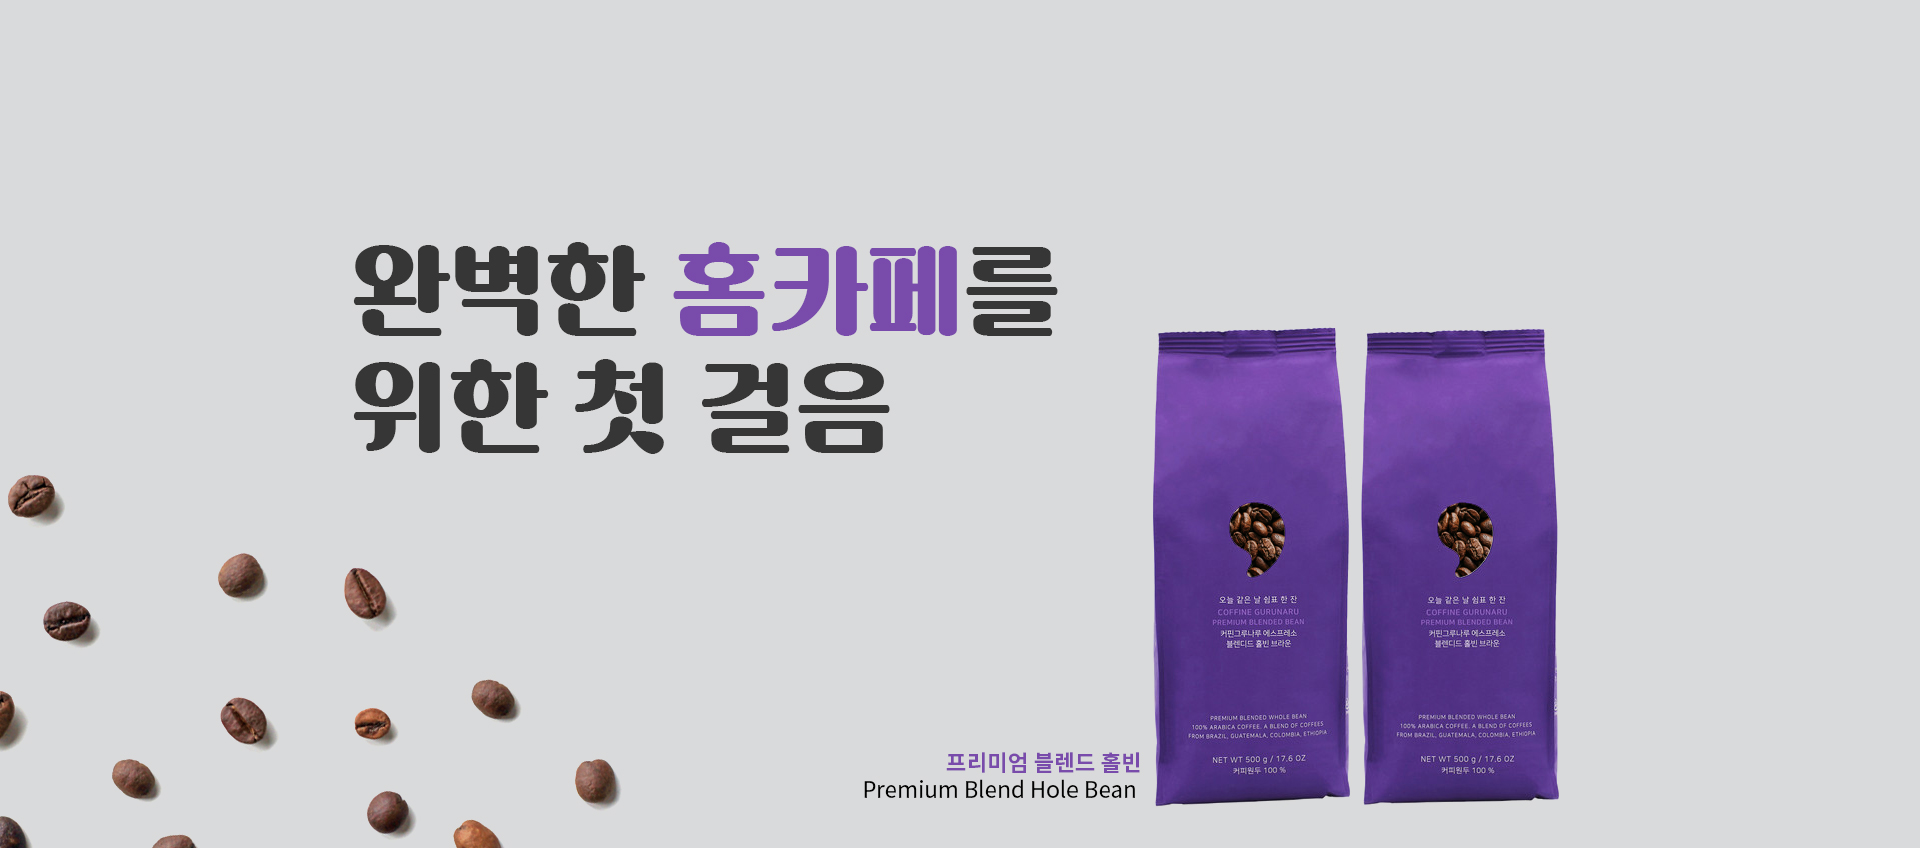 완벽한 홈카페를
위한 첫 걸음
프리미엄 블렌드 홀빈
Premium Blend Hole Bean
오늘 같은 날 쉼표 한 잔
COFFINE GURUNARU
PREMIUM BLENDED BEAN
커핀그루나루 에스프레소
블렌디드 홀빈 브라운
PREMIUM BLENDED WHOLE BEAN
100% ARABICA COFFEE. A BLEND OF COFFEES
FROM BRAZIL, GUATEMALA, COLOMBIA, ETHIOPIA
NET WT 500 g / 17.6 OZ
커피원두 100 %
오늘 같은 날 쉼표 한 잔
COFFINE GURUNARU
PREMIUM BLENDED BEAN
커핀그루나루 에스프레소
블렌디드 홀빈 브라운
PREMIUM BLENDED WHOLE BEAN
100% ARABICA COFFEE. A BLEND OF COFFEES
FROM BRAZIL, GUATEMALA, COLOMBIA, ETHIOPIA
NET WT 500 g / 17.6 OZ
커피원두 100 %